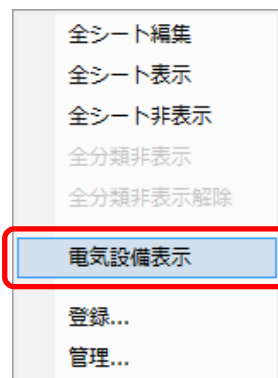 全シート編集
全シート表示
全シート非表示
全分類非表示
全分類非表示解除
電気設備表示
登録...
管理...